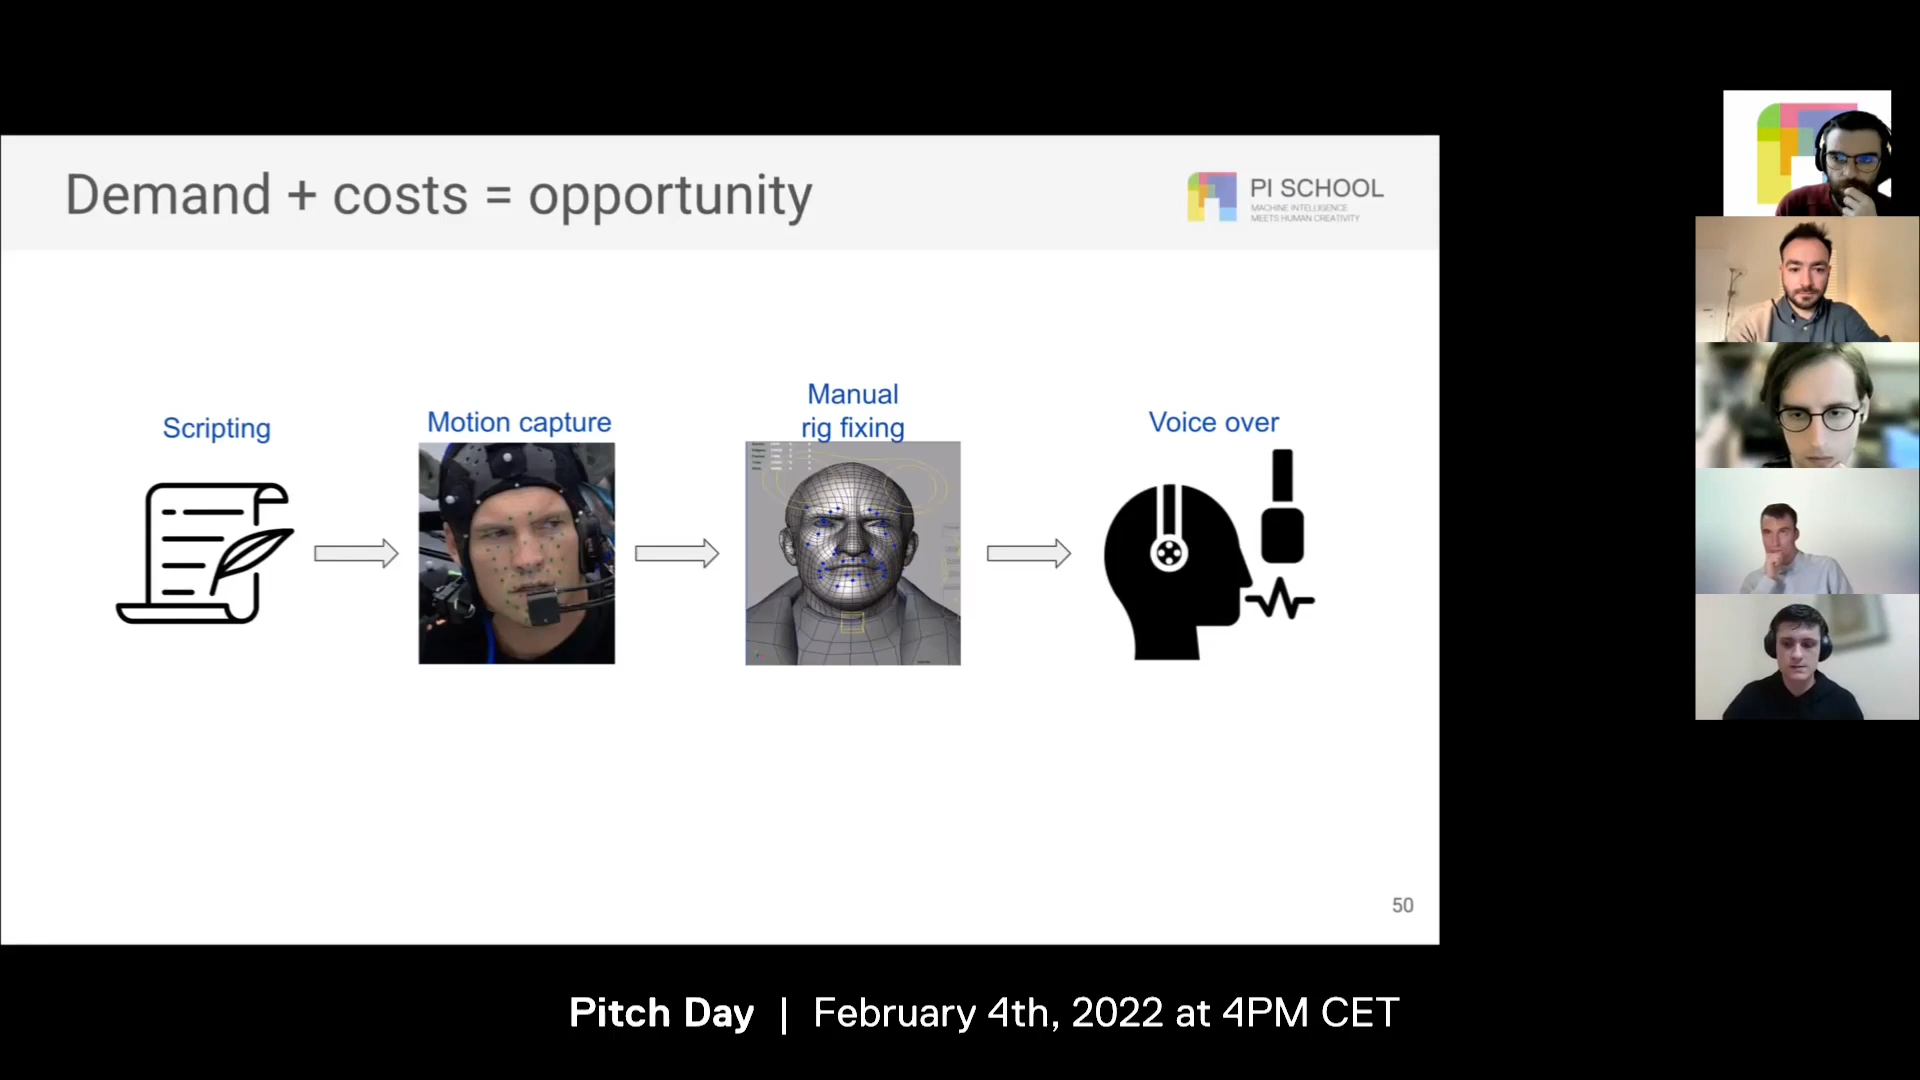 Demand + costs = opportunity
PI SCHOOL
MACHINE INTELLIGENCE
MEETS HUMAN CREATIVITY
Scripting
Motion capture
Manual
rig fixing
Voice over
50
Pitch Day | February 4th, 2022 at 4PM CET